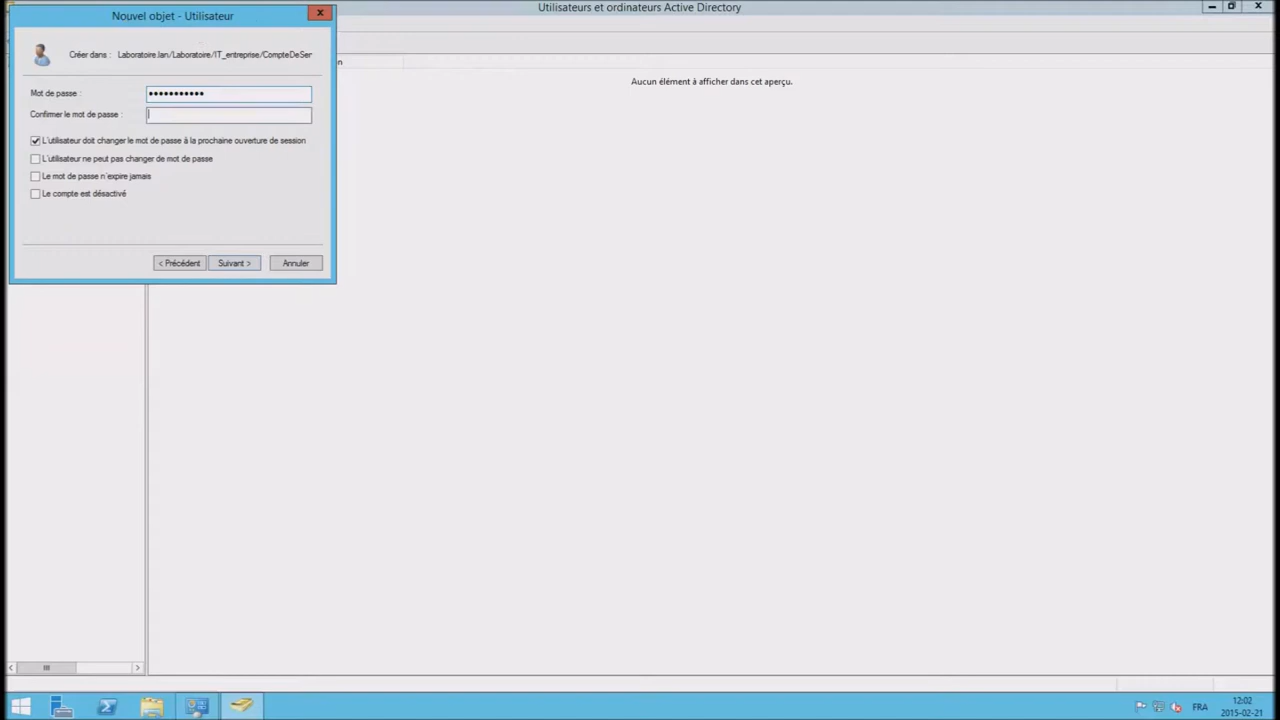 Nouvel objet - Utilisateur
x
Utilisateurs et ordinateurs Active Directory
Créer dans : Laboratoire.lan/Laboratoire/IT_entreprise/CompteDeSer
Aucun élément à afficher dans cet aperçu.
Mot de passe : •••••••••••
Confirmer le mot de passe :
L'utilisateur doit changer le mot de passe à la prochaine ouverture de session
L'utilisateur ne peut pas changer de mot de passe
Le mot de passe n'expire jamais
Le compte est désactivé
< Précédent
Suivant >
Annuler
FRA
12:02
2015-02-21